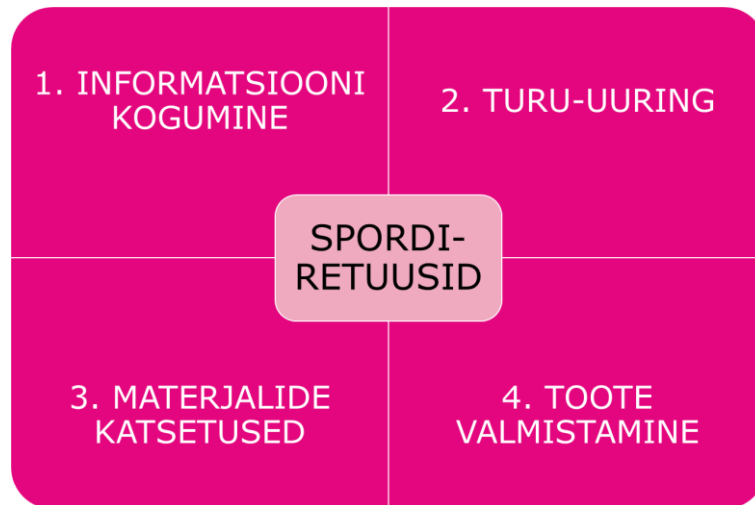 1. INFORMATSIOONI
KOGUMINE
2. TURU-UURING
SPORDI-
RETUUSID
3. MATERJALIDE
KATSETUSED
4. TOOTE
VALMISTAMINE